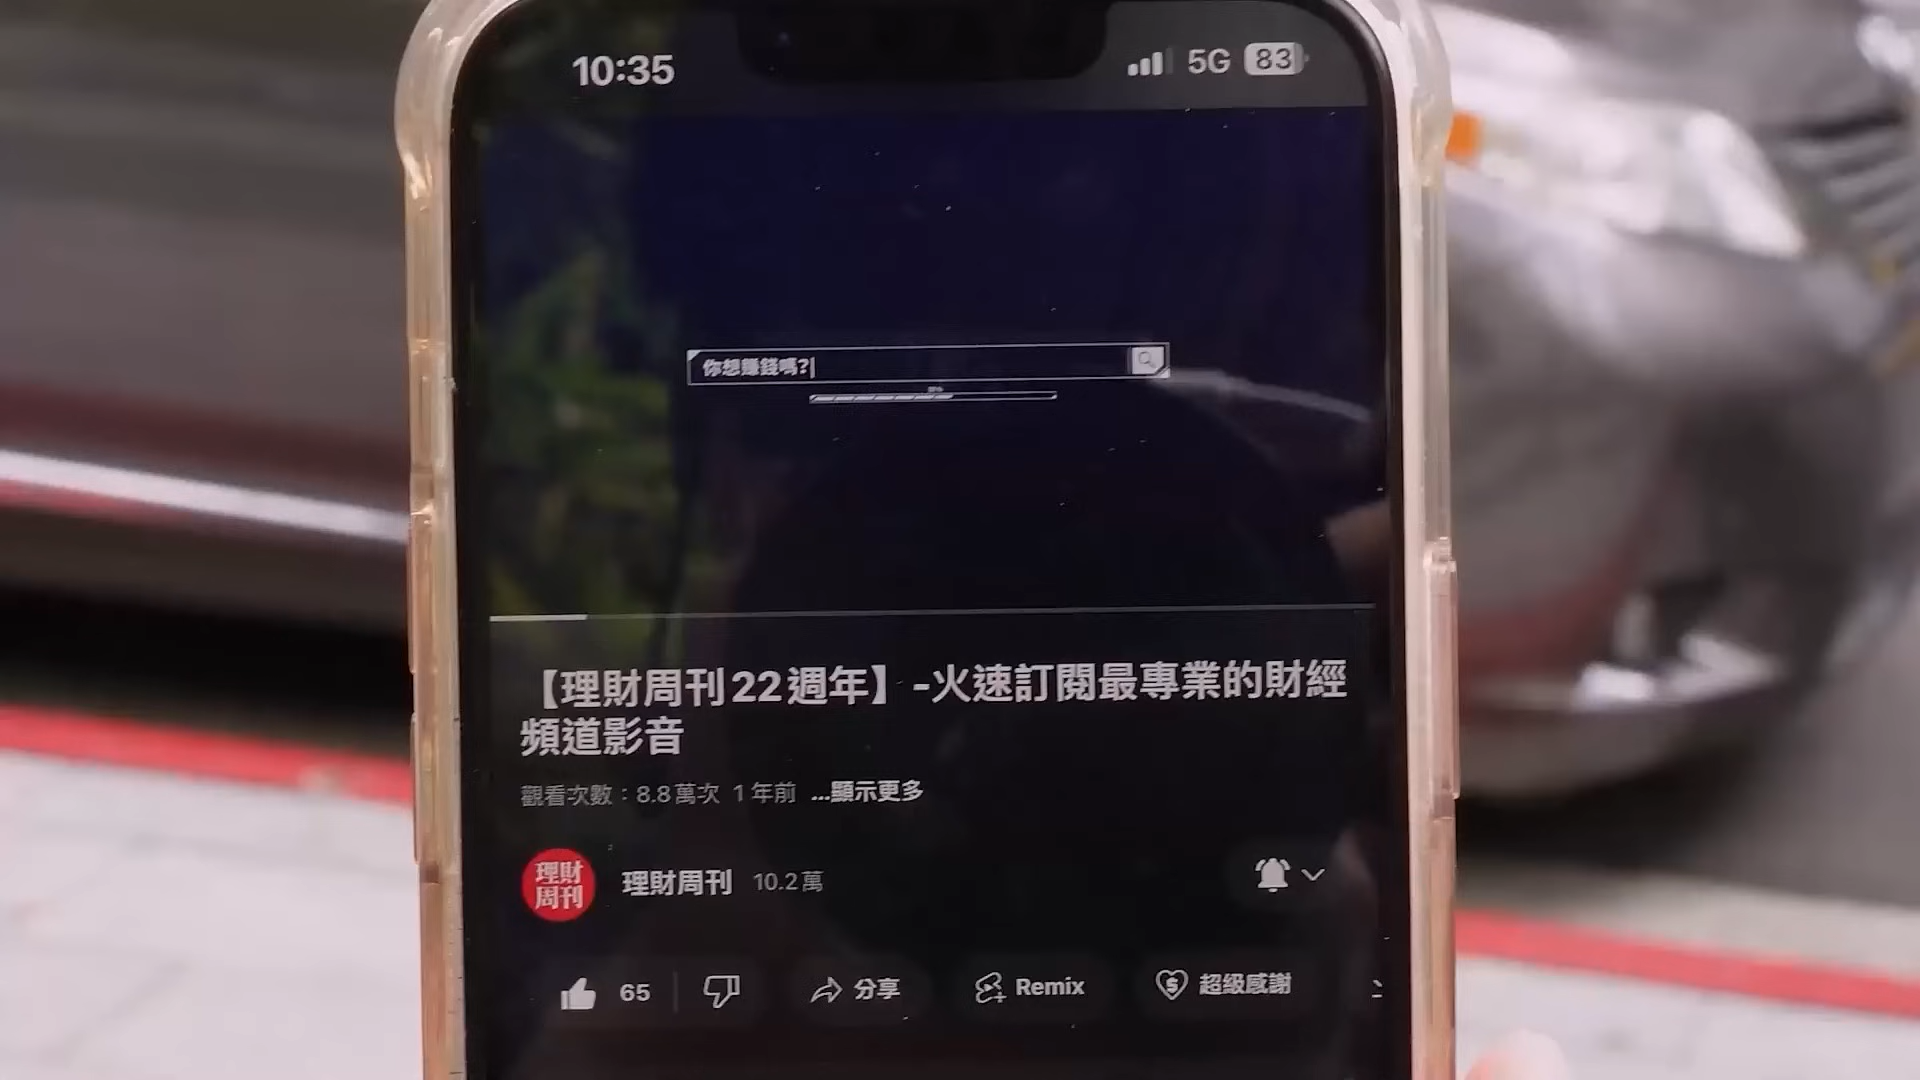 10:35
5G 83
你想賺錢嗎?
【理財周刊22週年】-火速訂閱最專業的財經
頻道影音
觀看次數：8.8萬次 1年前 ...顯示更多
理財
周刊
理財周刊 10.2萬
65 分享 Remix 超級感謝